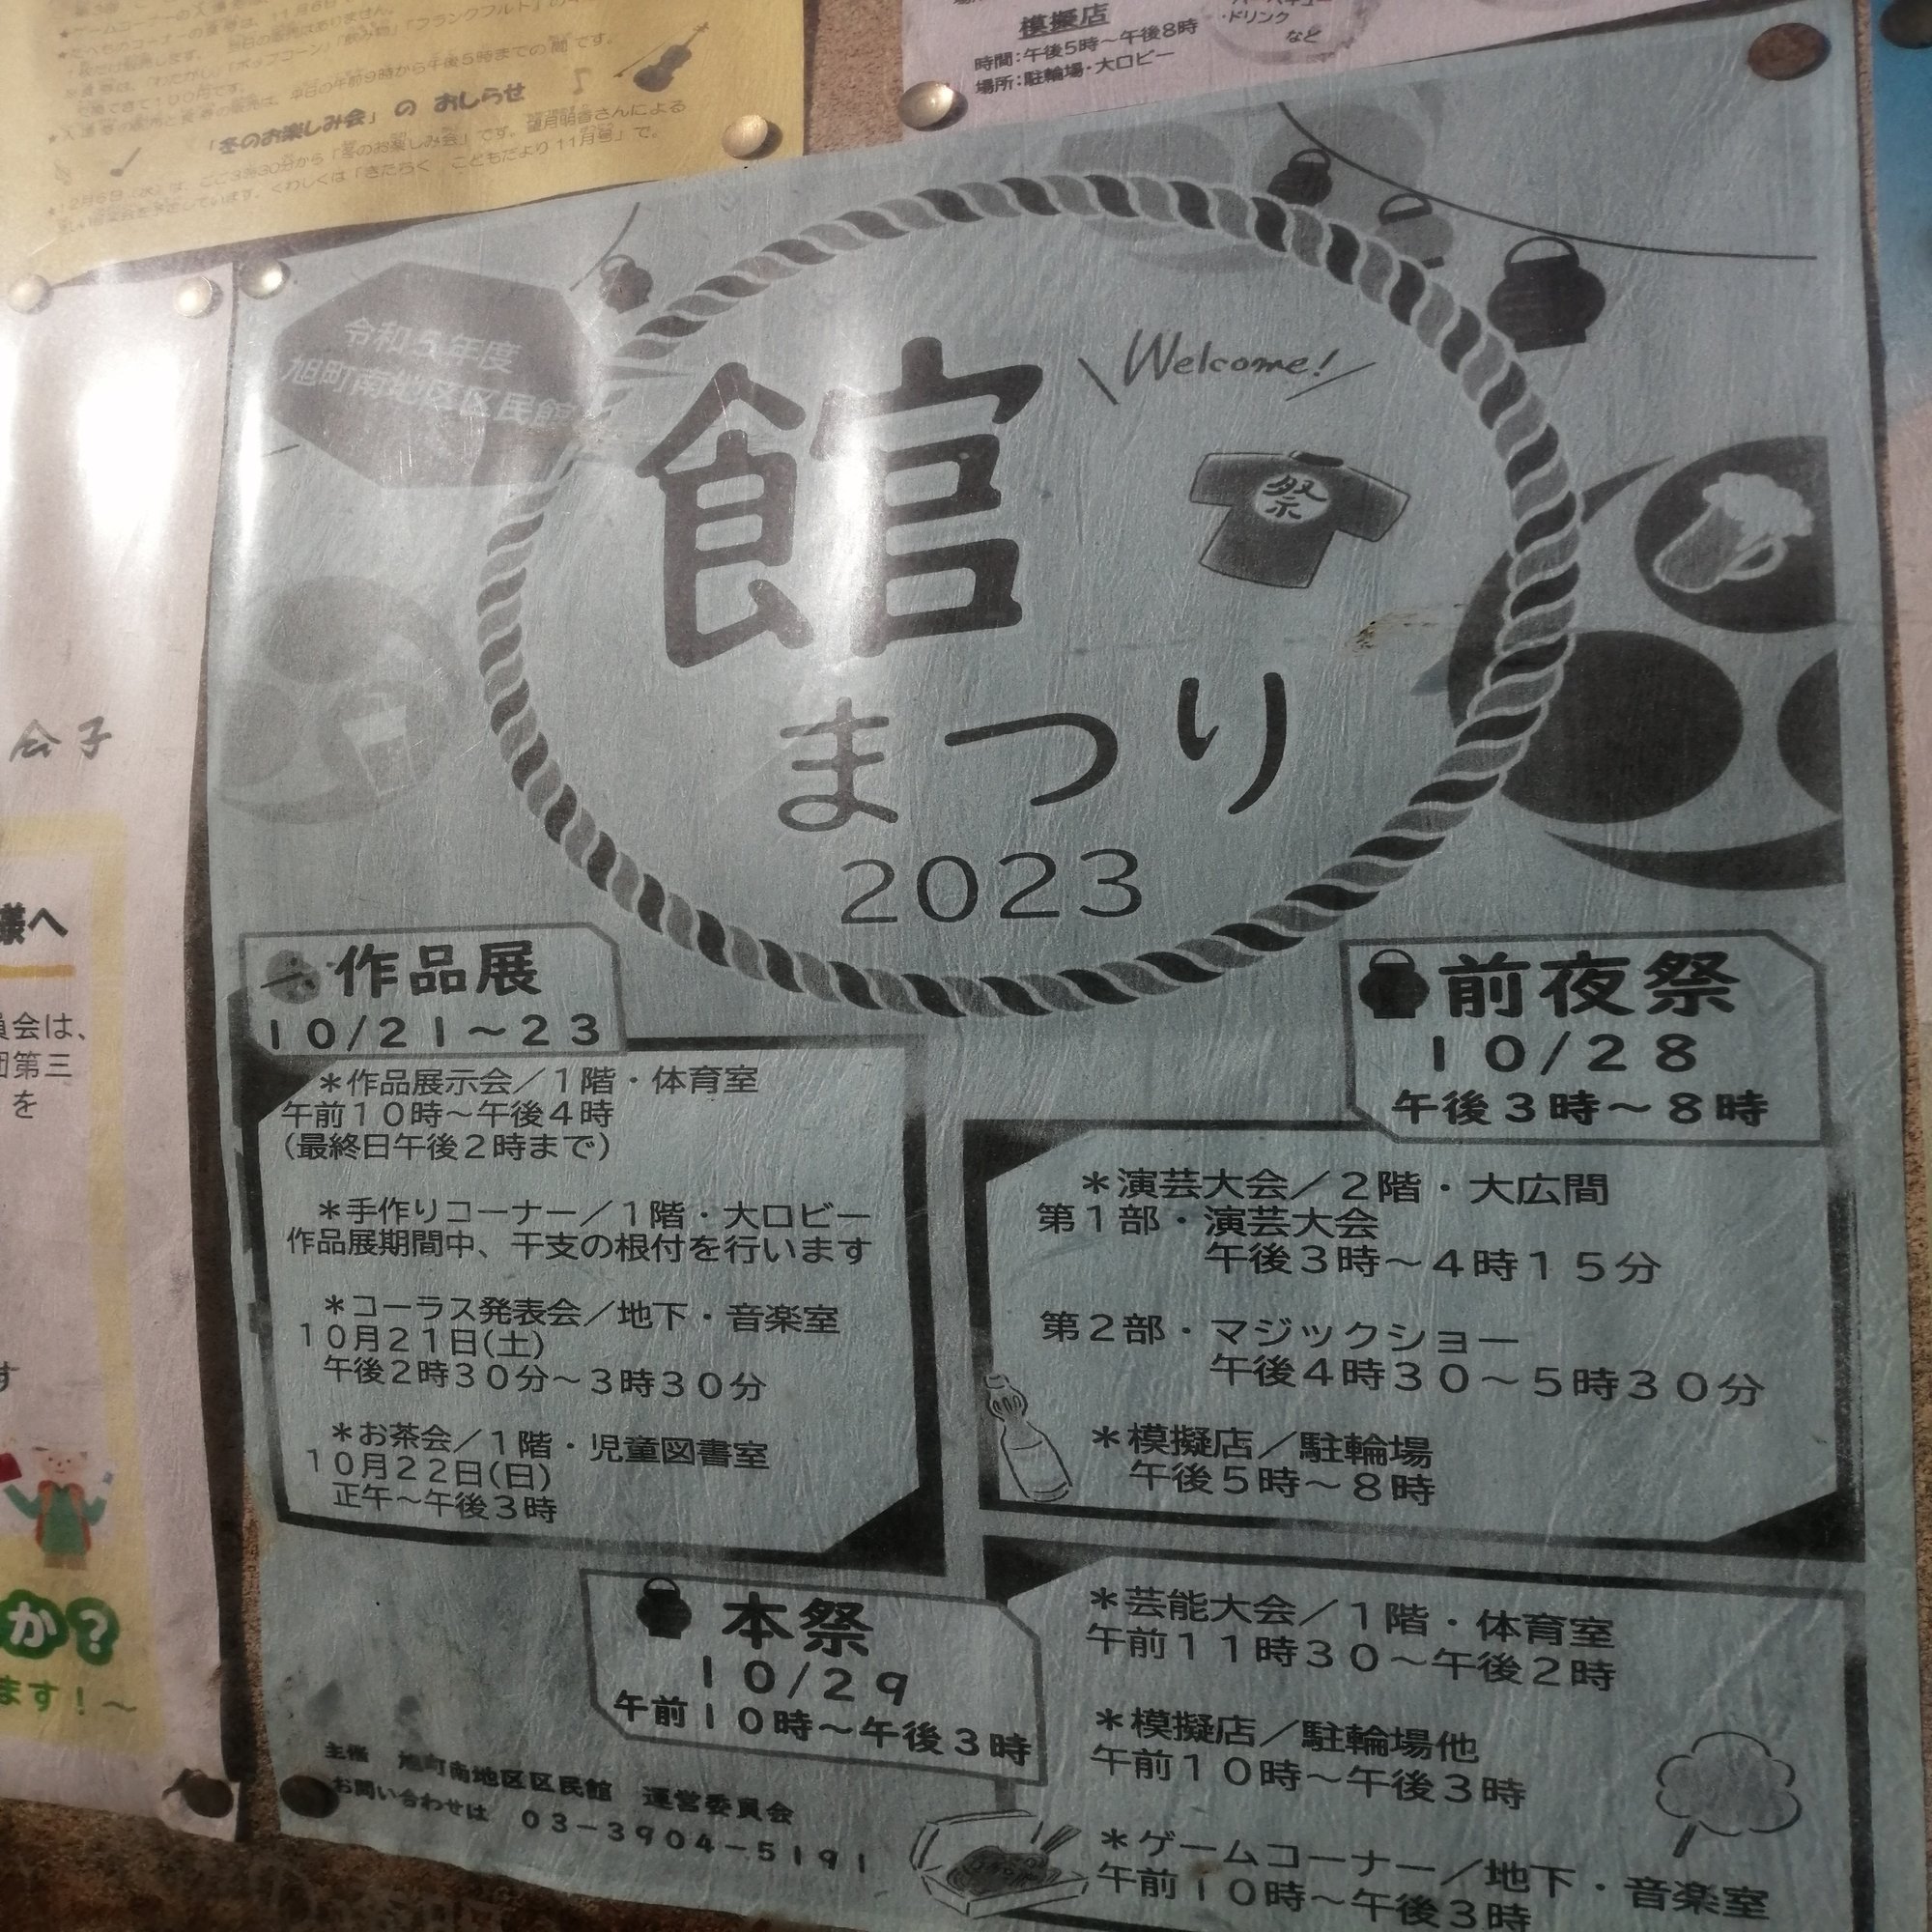 「冬のお楽しみ会」の おしらせ
模擬店
時間：午後5時～午後8時
場所：駐輪場・大ロビー
・ドリンク
など
令和5年度
旭町南地区区民館
館
まつり
2023
Welcome!
祭
作品展
10/21～23
＊作品展示会／1階・体育室
午前10時～午後4時
（最終日午後2時まで）
＊手作りコーナー／1階・大ロビー
作品展期間中、干支の根付を行います
＊コーラス発表会／地下・音楽室
10月21日(土)
午後2時30分～3時30分
＊お茶会／1階・児童図書室
10月22日(日)
正午～午後3時
前夜祭
10/28
午後3時～8時
＊演芸大会／2階・大広間
第1部・演芸大会
午後3時～4時15分
第2部・マジックショー
午後4時30～5時30分
＊模擬店／駐輪場
午後5時～8時
本祭
10/29
午前10時～午後3時
＊芸能大会／1階・体育室
午前11時30～午後2時
＊模擬店／駐輪場他
午前10時～午後3時
＊ゲームコーナー／地下・音楽室
午前10時～午後3時
主催 旭町南地区区民館 運営委員会
お問い合わせは 03-3904-5191
会子
様へ
員会は、
団第三
を
す
か？
ます！～